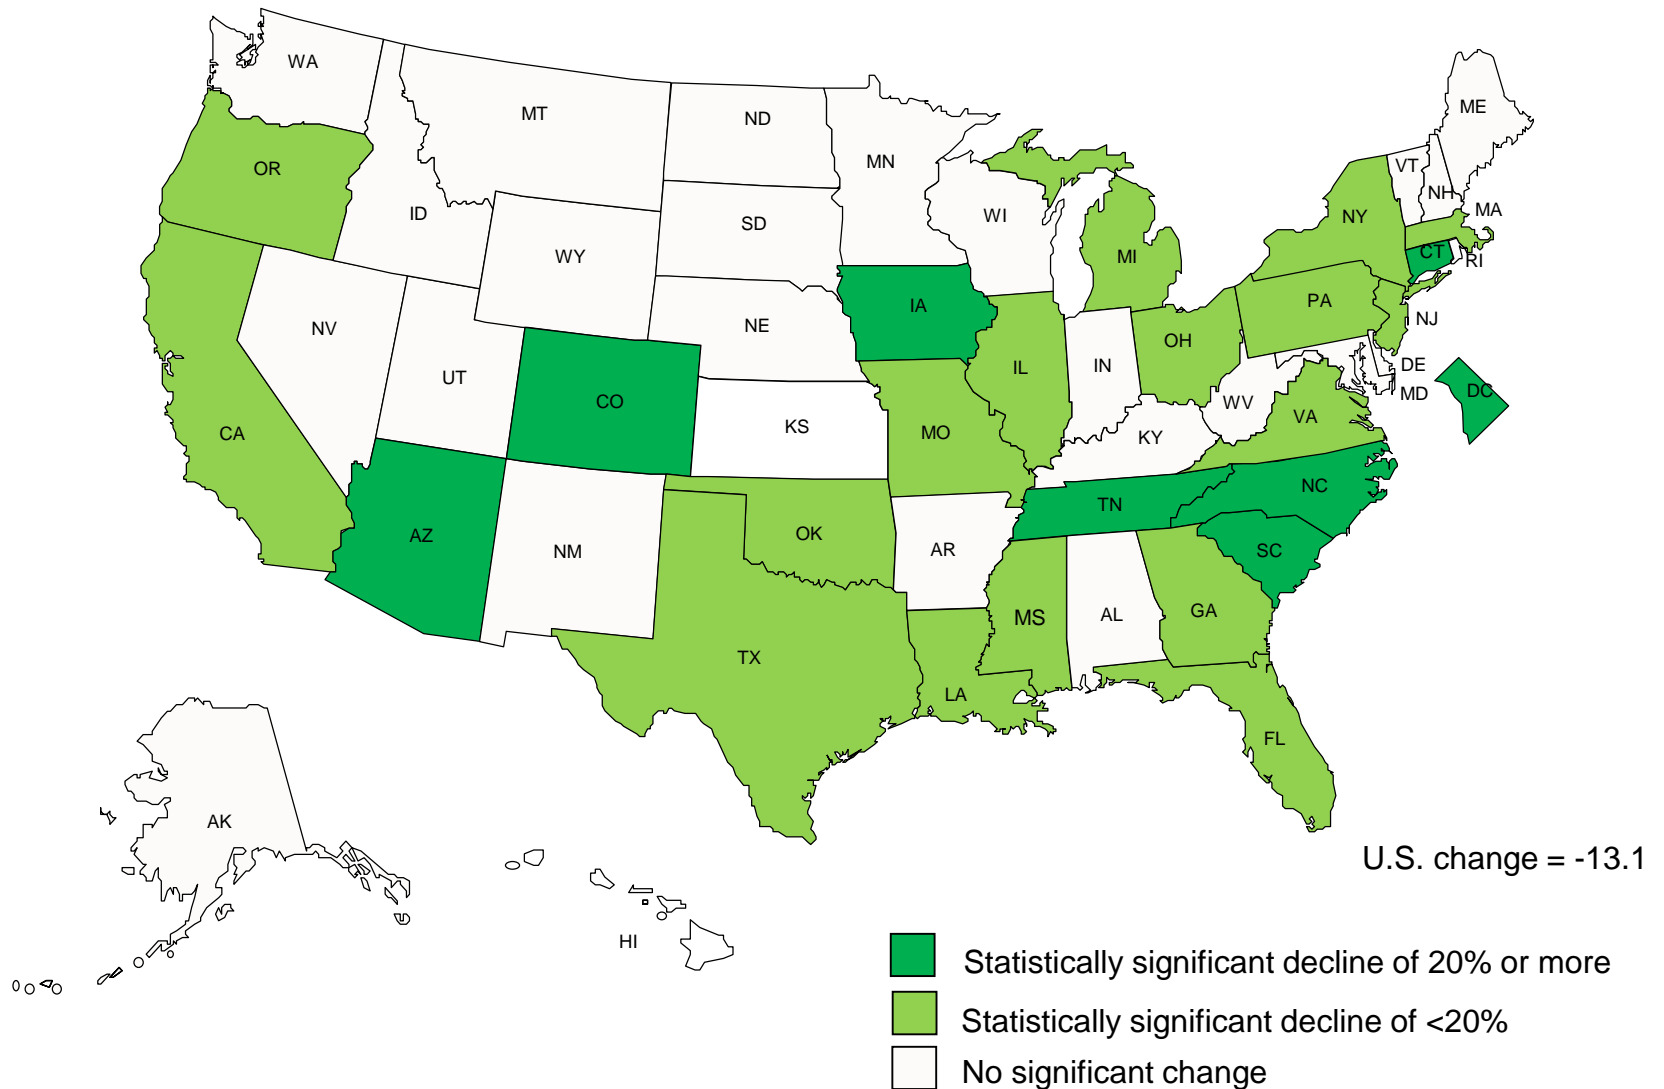 WA
MT
ND
MN
ME
VT
NH
OR
ID
SD
WI
NY
MA
WY
MI
CT
RI
IA
PA
NV
NE
NJ
OH
UT
IL
IN
DE
CO
WV
MD
DC
CA
KS
MO
KY
VA
TN
NC
AZ
NM
OK
AR
SC
TX
MS
AL
GA
LA
FL
AK
U.S. change = -13.1
HI
Statistically significant decline of 20% or more
Statistically significant decline of <20%
No significant change